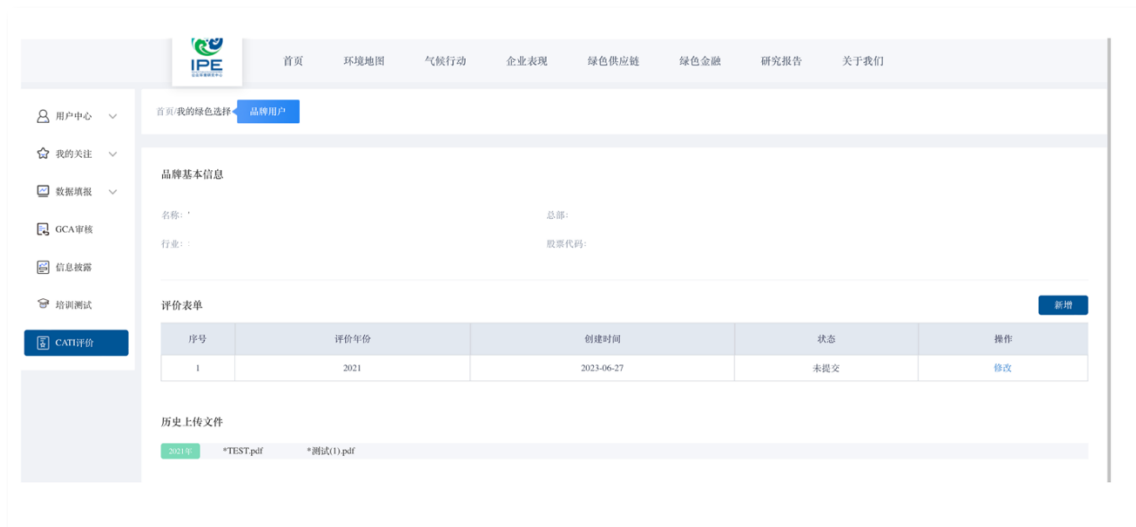 IPE
首页 环境地图 气候行动 企业表现 绿色供应链 绿色金融 研究报告 关于我们
用户中心
我的关注
数据填报
GCA审核
信息披露
培训测试
CATI评价
首页/我的绿色选择 品牌用户
品牌基本信息
名称: 总部:
行业: 股票代码:
评价表单 新增
序号 评价年份 创建时间 状态 操作
1 2021 2023-06-27 未提交 修改
历史上传文件
2021年 *TEST.pdf *测试(1).pdf